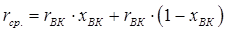 r_ср. = r_ВК · x_ВК + r_ВК · (1 − x_ВК)